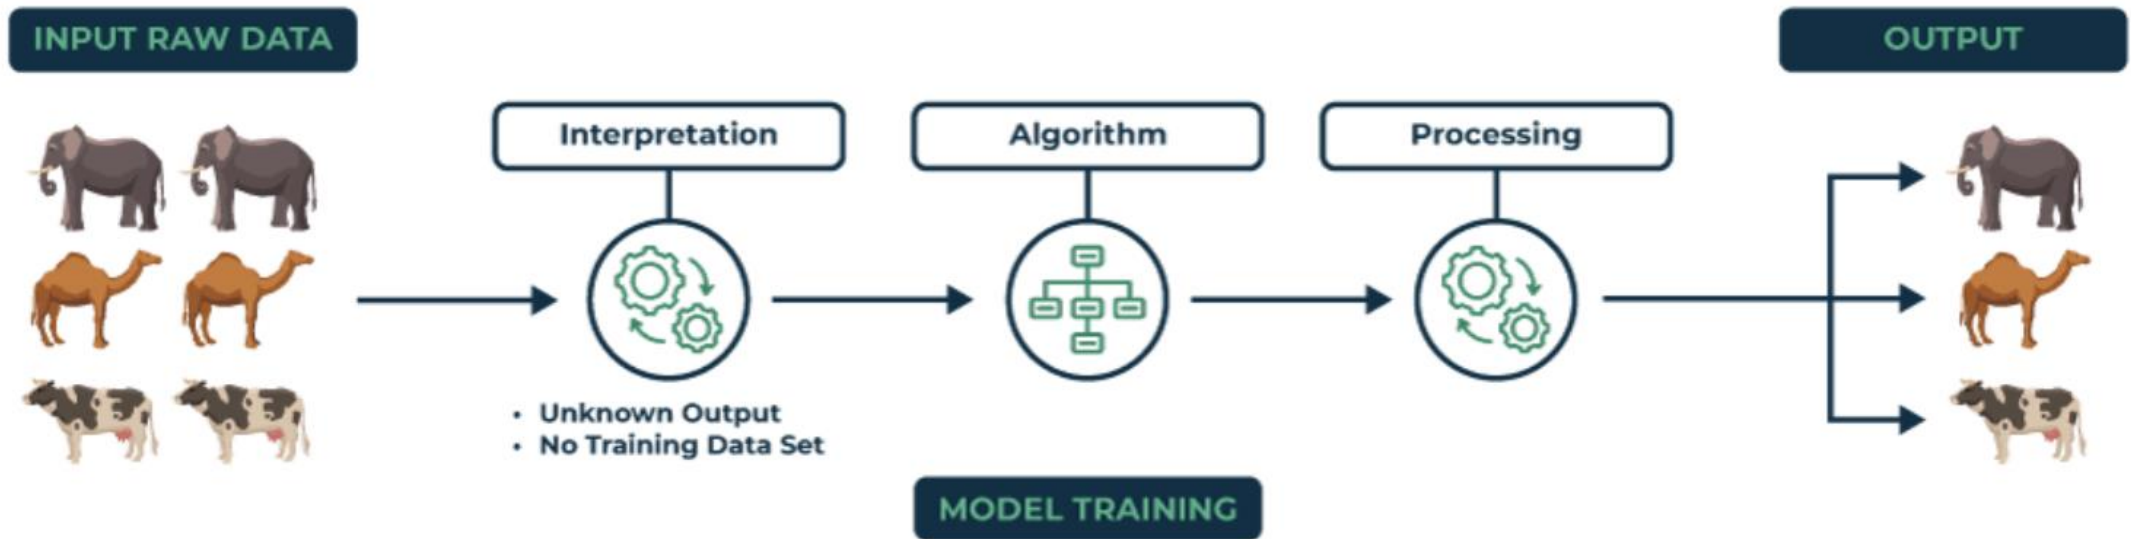 INPUT RAW DATA
OUTPUT
Interpretation
Algorithm
Processing
• Unknown Output
• No Training Data Set
MODEL TRAINING